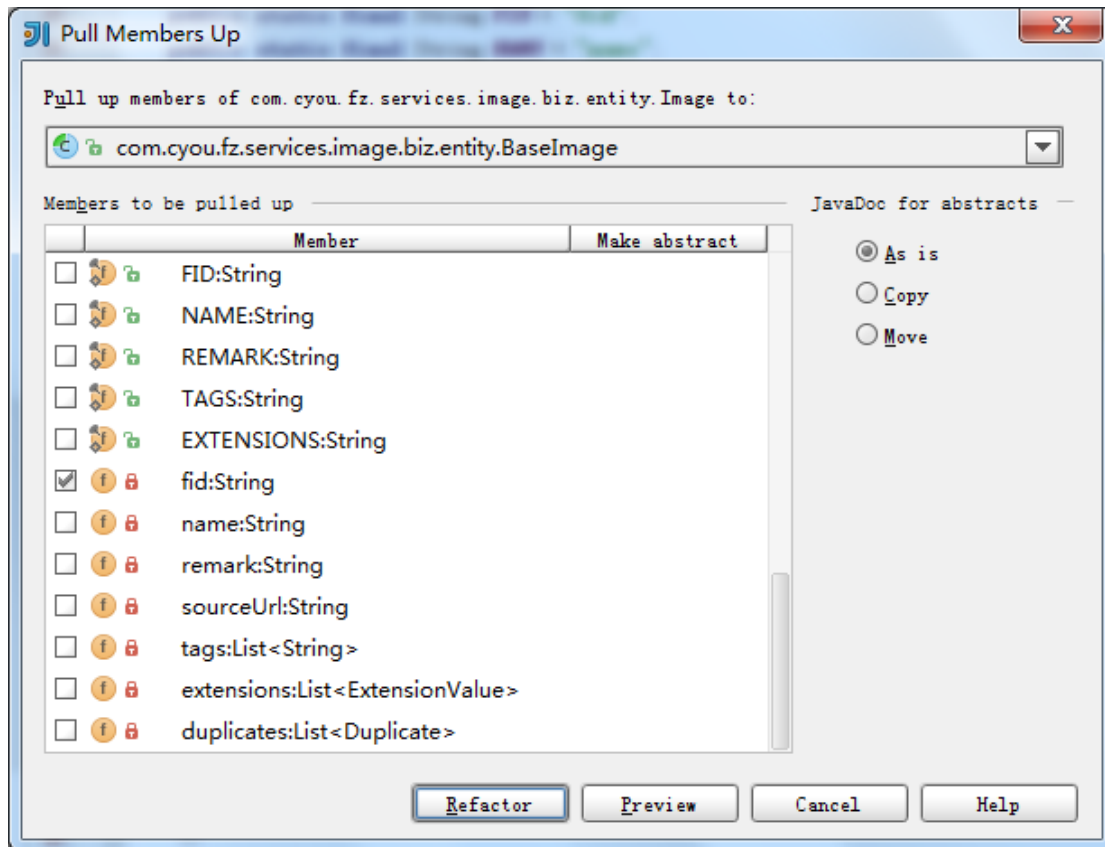 Pull Members Up
Pull up members of com.cyou.fz.services.image.biz.entity.Image to:
com.cyou.fz.services.image.biz.entity.BaseImage
Members to be pulled up
JavaDoc for abstracts
Member
Make abstract
As is
Copy
Move
FID:String
NAME:String
REMARK:String
TAGS:String
EXTENSIONS:String
fid:String
name:String
remark:String
sourceUrl:String
tags:List<String>
extensions:List<ExtensionValue>
duplicates:List<Duplicate>
Refactor
Preview
Cancel
Help